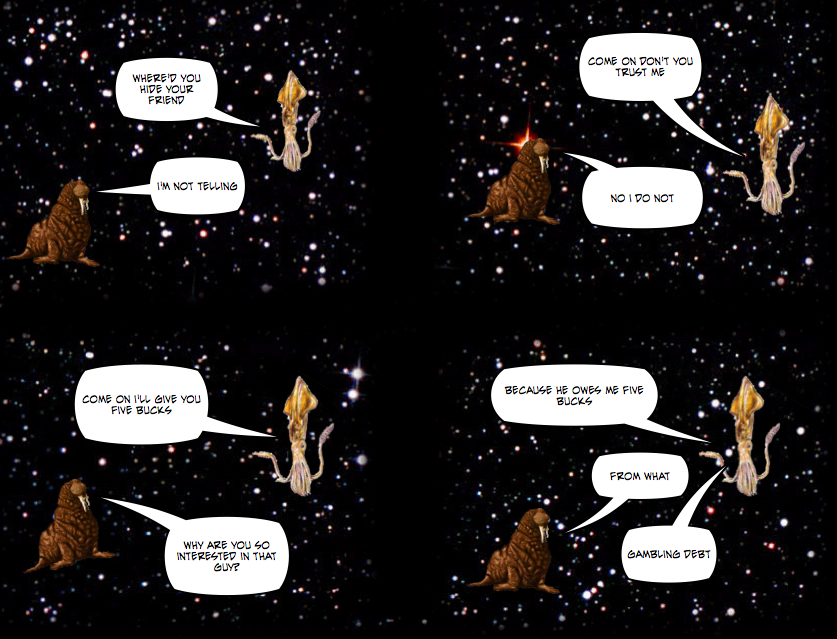 WHERE'D YOU
HIDE YOUR
FRIEND
I'M NOT TELLING
COME ON DON'T YOU
TRUST ME
NO I DO NOT
COME ON I'LL GIVE YOU
FIVE BUCKS
WHY ARE YOU SO
INTERESTED IN THAT
GUY?
BECAUSE HE OWES ME FIVE
BUCKS
FROM WHAT
GAMBLING DEBT